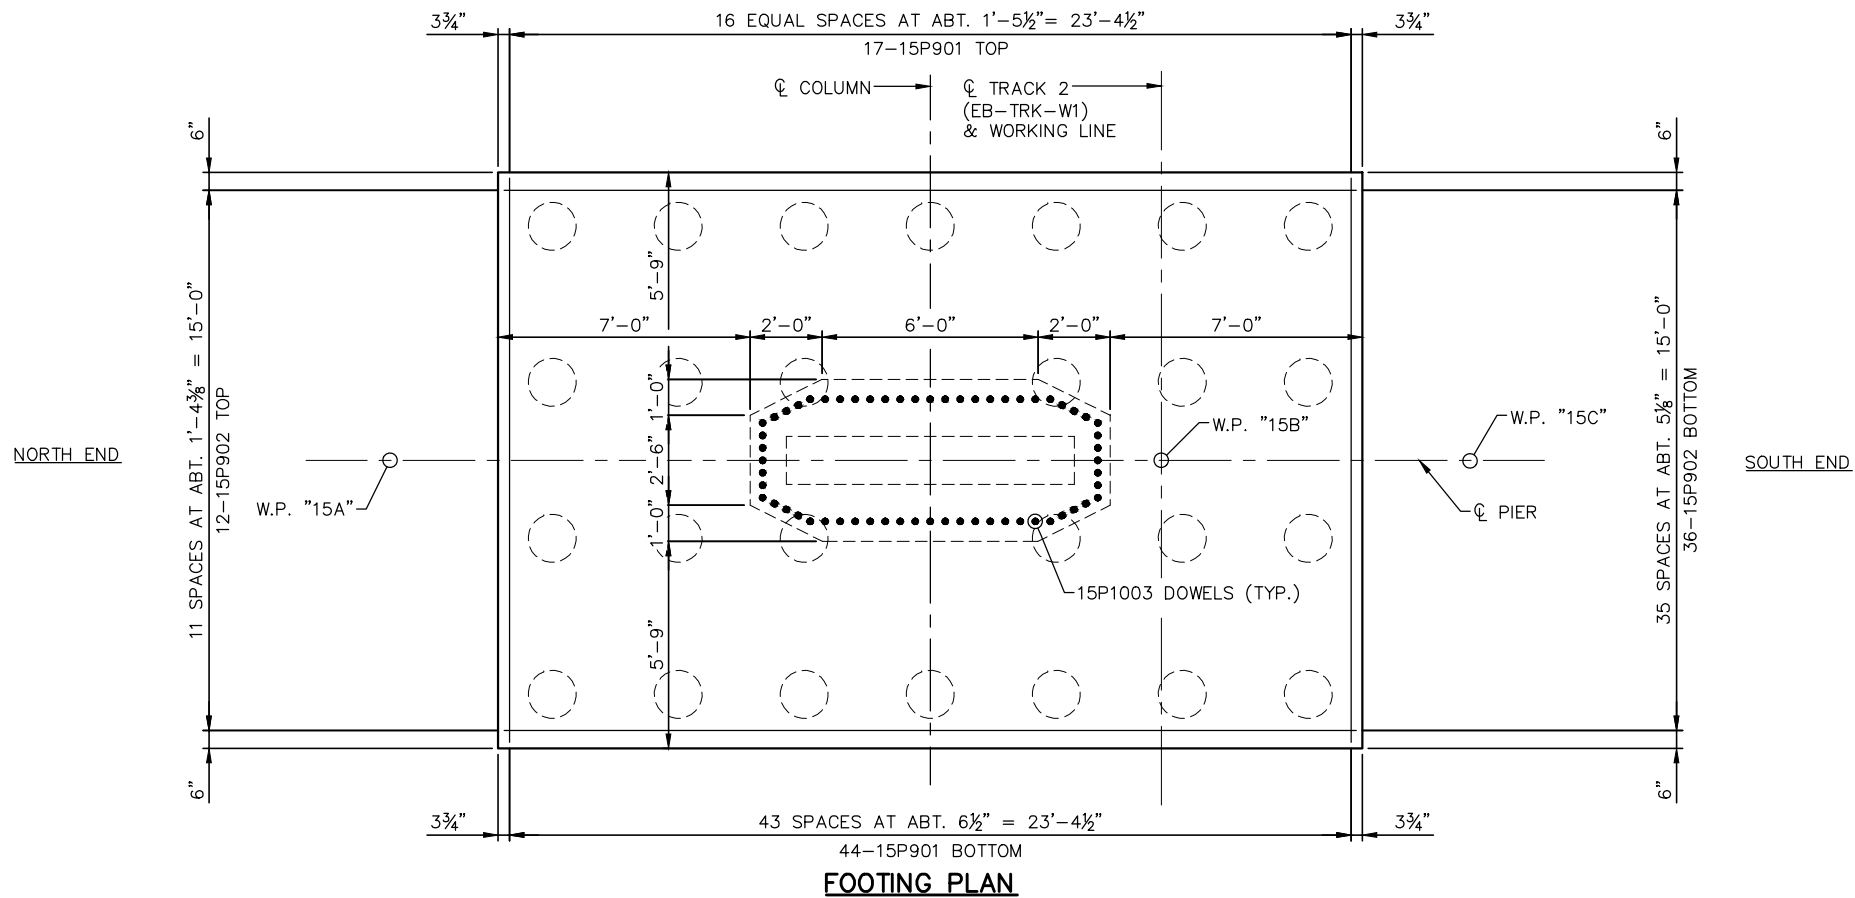 3¾"
16 EQUAL SPACES AT ABT. 1'-5½"= 23'-4½"
3¾"
17-15P901 TOP
℄ COLUMN
℄ TRACK 2
(EB-TRK-W1)
& WORKING LINE
6"
6"
11 SPACES AT ABT. 1'-4⅜" = 15'-0"
12-15P902 TOP
5'-9"
7'-0"
2'-0"
6'-0"
2'-0"
7'-0"
1'-0"
2'-6"
1'-0"
5'-9"
35 SPACES AT ABT. 5⅛" = 15'-0"
36-15P902 BOTTOM
NORTH END
W.P. "15A"
W.P. "15B"
W.P. "15C"
SOUTH END
℄ PIER
15P1003 DOWELS (TYP.)
6"
6"
3¾"
43 SPACES AT ABT. 6½" = 23'-4½"
3¾"
44-15P901 BOTTOM
FOOTING PLAN